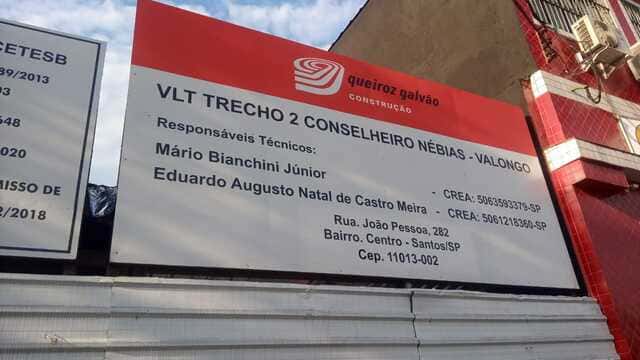 CETESB
89/2013
03
648
020
MISSO DE
2/2018
queiroz galvão
CONSTRUÇÃO
VLT TRECHO 2 CONSELHEIRO NÉBIAS - VALONGO
Responsáveis Técnicos:
Mário Bianchini Júnior - CREA: 5063593379-SP
Eduardo Augusto Natal de Castro Meira - CREA: 5061218360-SP
Rua. João Pessoa, 282
Bairro. Centro - Santos/SP
Cep. 11013-002